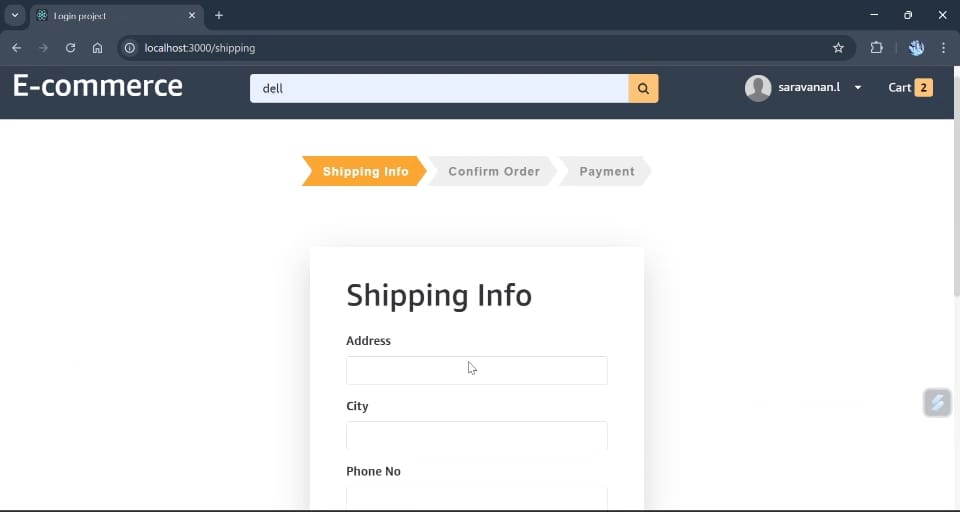 Login project
localhost:3000/shipping
E-commerce
dell
saravanan.l
Cart 2
Shipping Info
Confirm Order
Payment
Shipping Info
Address
City
Phone No